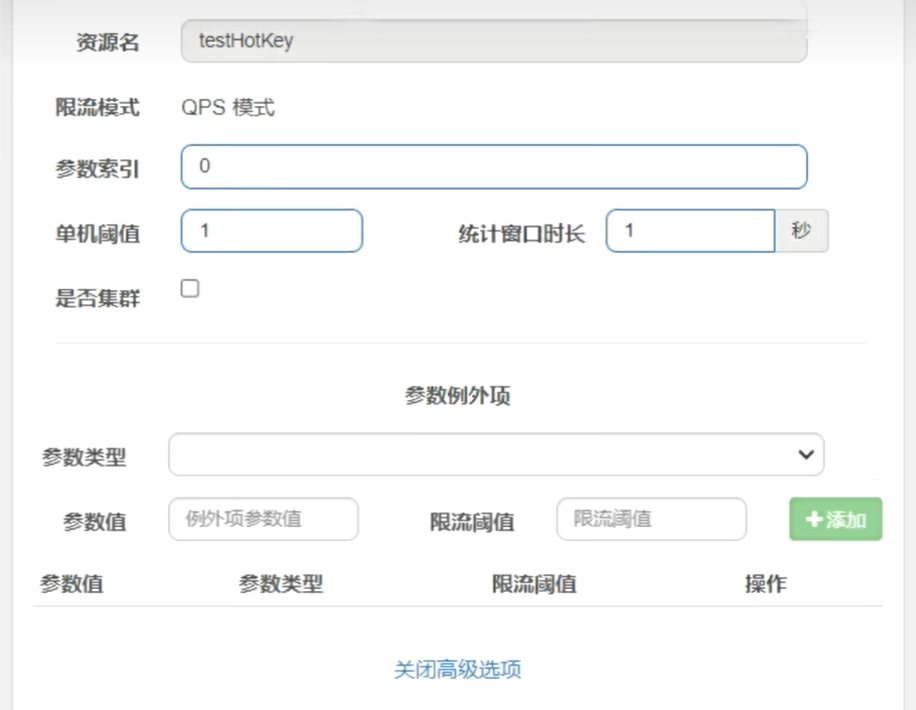 资源名 testHotKey
限流模式 QPS 模式
参数索引 0
单机阈值 1 统计窗口时长 1 秒
是否集群
参数例外项
参数类型
参数值 例外项参数值 限流阈值 限流阈值 +添加
参数值 参数类型 限流阈值 操作
关闭高级选项